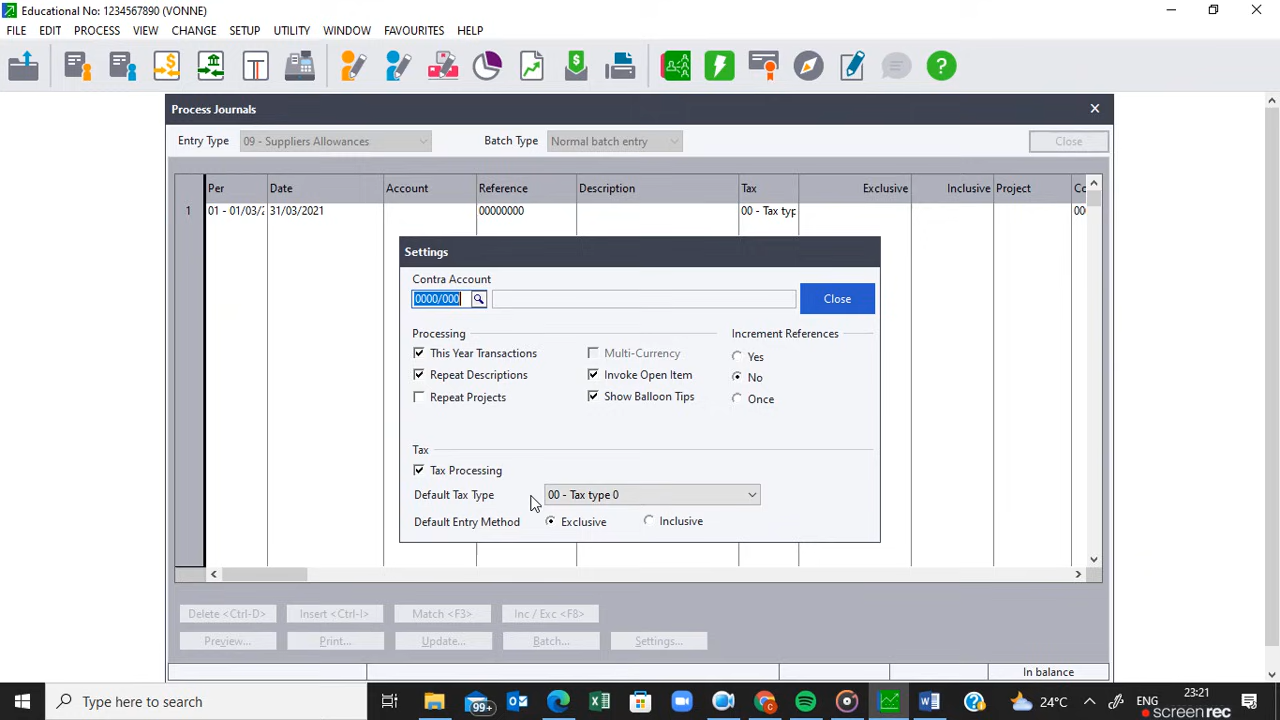 Educational No: 1234567890 (VONNE)
FILE EDIT PROCESS VIEW CHANGE SETUP UTILITY WINDOW FAVOURITES HELP
Process Journals
Entry Type 09 - Suppliers Allowances Batch Type Normal batch entry Close
Per Date Account Reference Description Tax Exclusive Inclusive Project Co
1 01 - 01/03/2 31/03/2021 00000000 00 - Tax typ 00
Settings
Contra Account
0000/000 Close
Processing Increment References
This Year Transactions Multi-Currency Yes
Repeat Descriptions Invoke Open Item No
Repeat Projects Show Balloon Tips Once
Tax
Tax Processing
Default Tax Type 00 - Tax type 0
Default Entry Method Exclusive Inclusive
Delete <Ctrl-D> Insert <Ctrl-I> Match <F3> Inc / Exc <F8>
Preview... Print... Update... Batch... Settings...
In balance
Type here to search 99+ 24°C ENG 23:21
screenrec